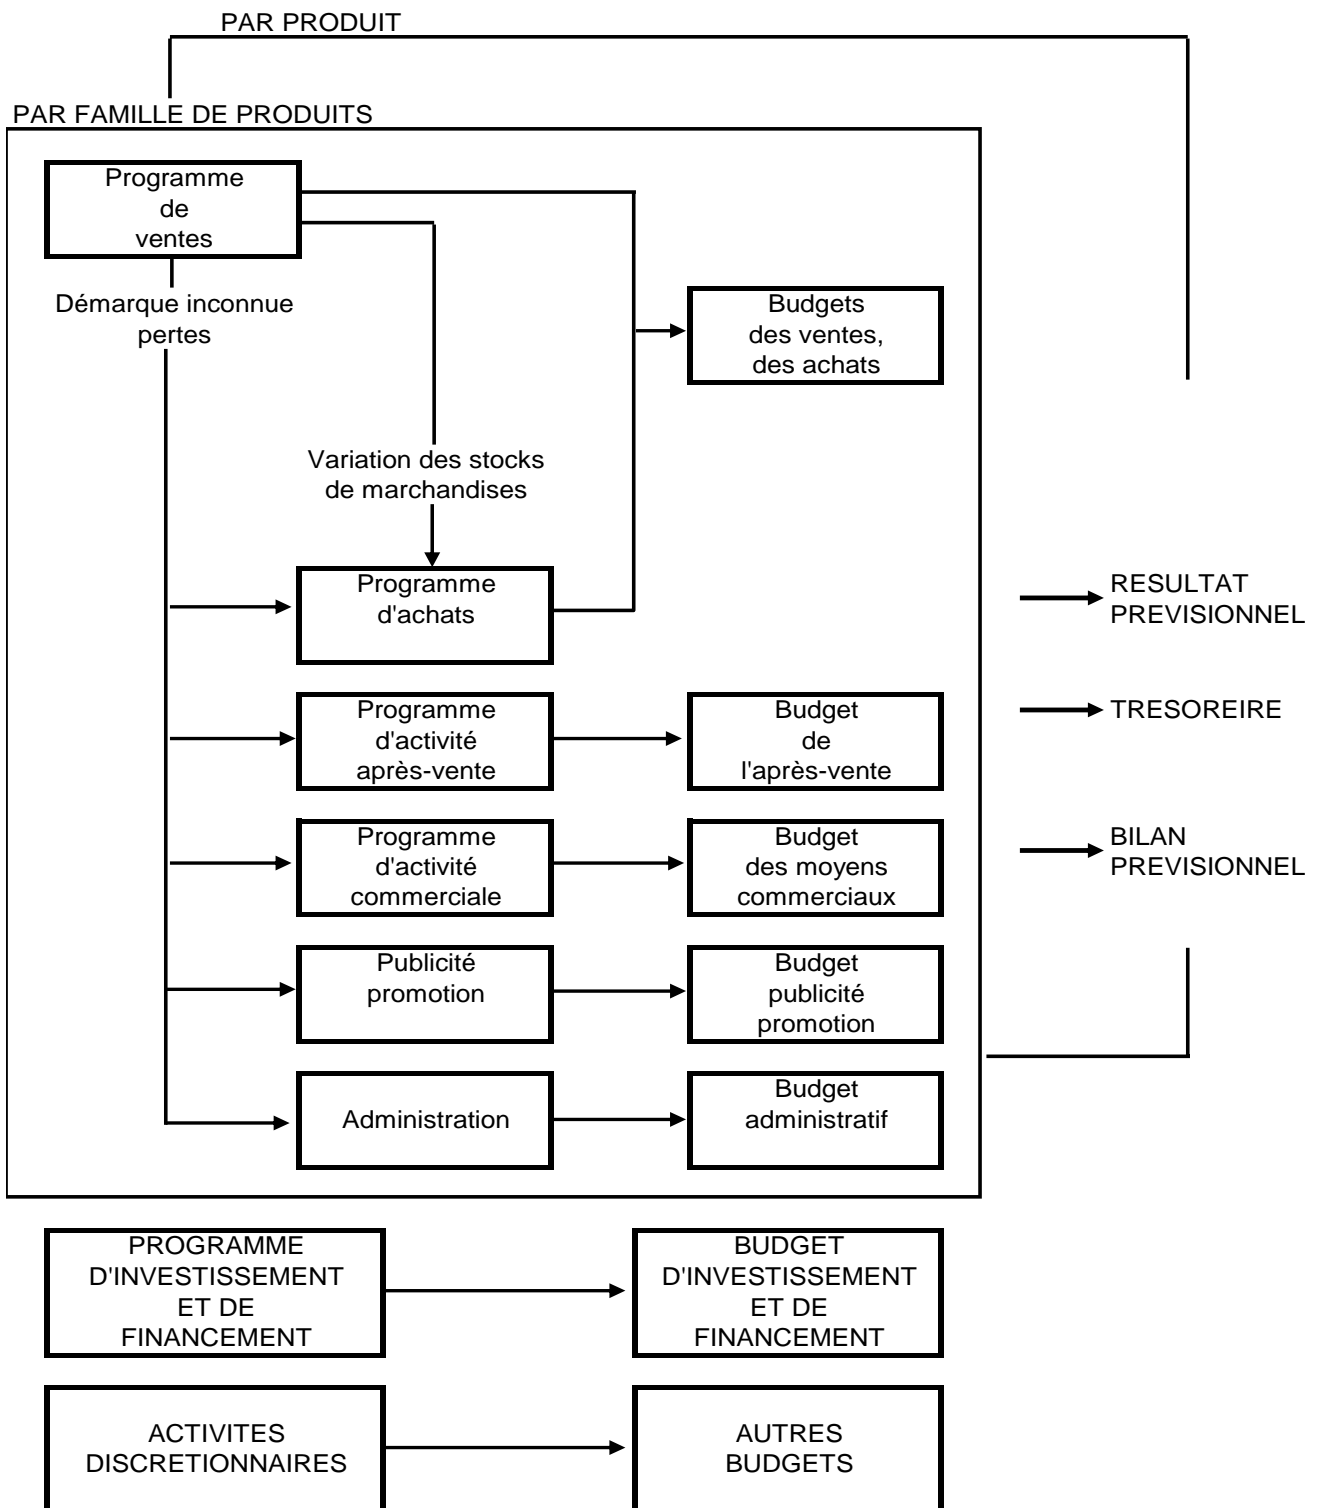 PAR PRODUIT
PAR FAMILLE DE PRODUITS
Programme
de
ventes
Démarque inconnue
pertes
Budgets
des ventes,
des achats
Variation des stocks
de marchandises
Programme
d'achats
Programme
d'activité
après-vente
Budget
de
l'après-vente
Programme
d'activité
commerciale
Budget
des moyens
commerciaux
Publicité
promotion
Budget
publicité
promotion
Administration
Budget
administratif
RESULTAT
PREVISIONNEL
TRESOREIRE
BILAN
PREVISIONNEL
PROGRAMME
D'INVESTISSEMENT
ET DE
FINANCEMENT
BUDGET
D'INVESTISSEMENT
ET DE
FINANCEMENT
ACTIVITES
DISCRETIONNAIRES
AUTRES
BUDGETS